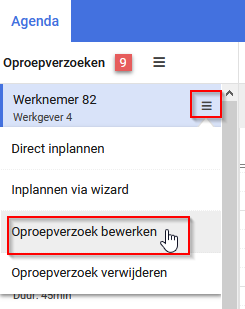 Agenda
Oproepverzoeken 9
Werknemer 82
Werkgever 4
Direct inplannen
Inplannen via wizard
Oproepverzoek bewerken
Oproepverzoek verwijderen
Duur: 45min